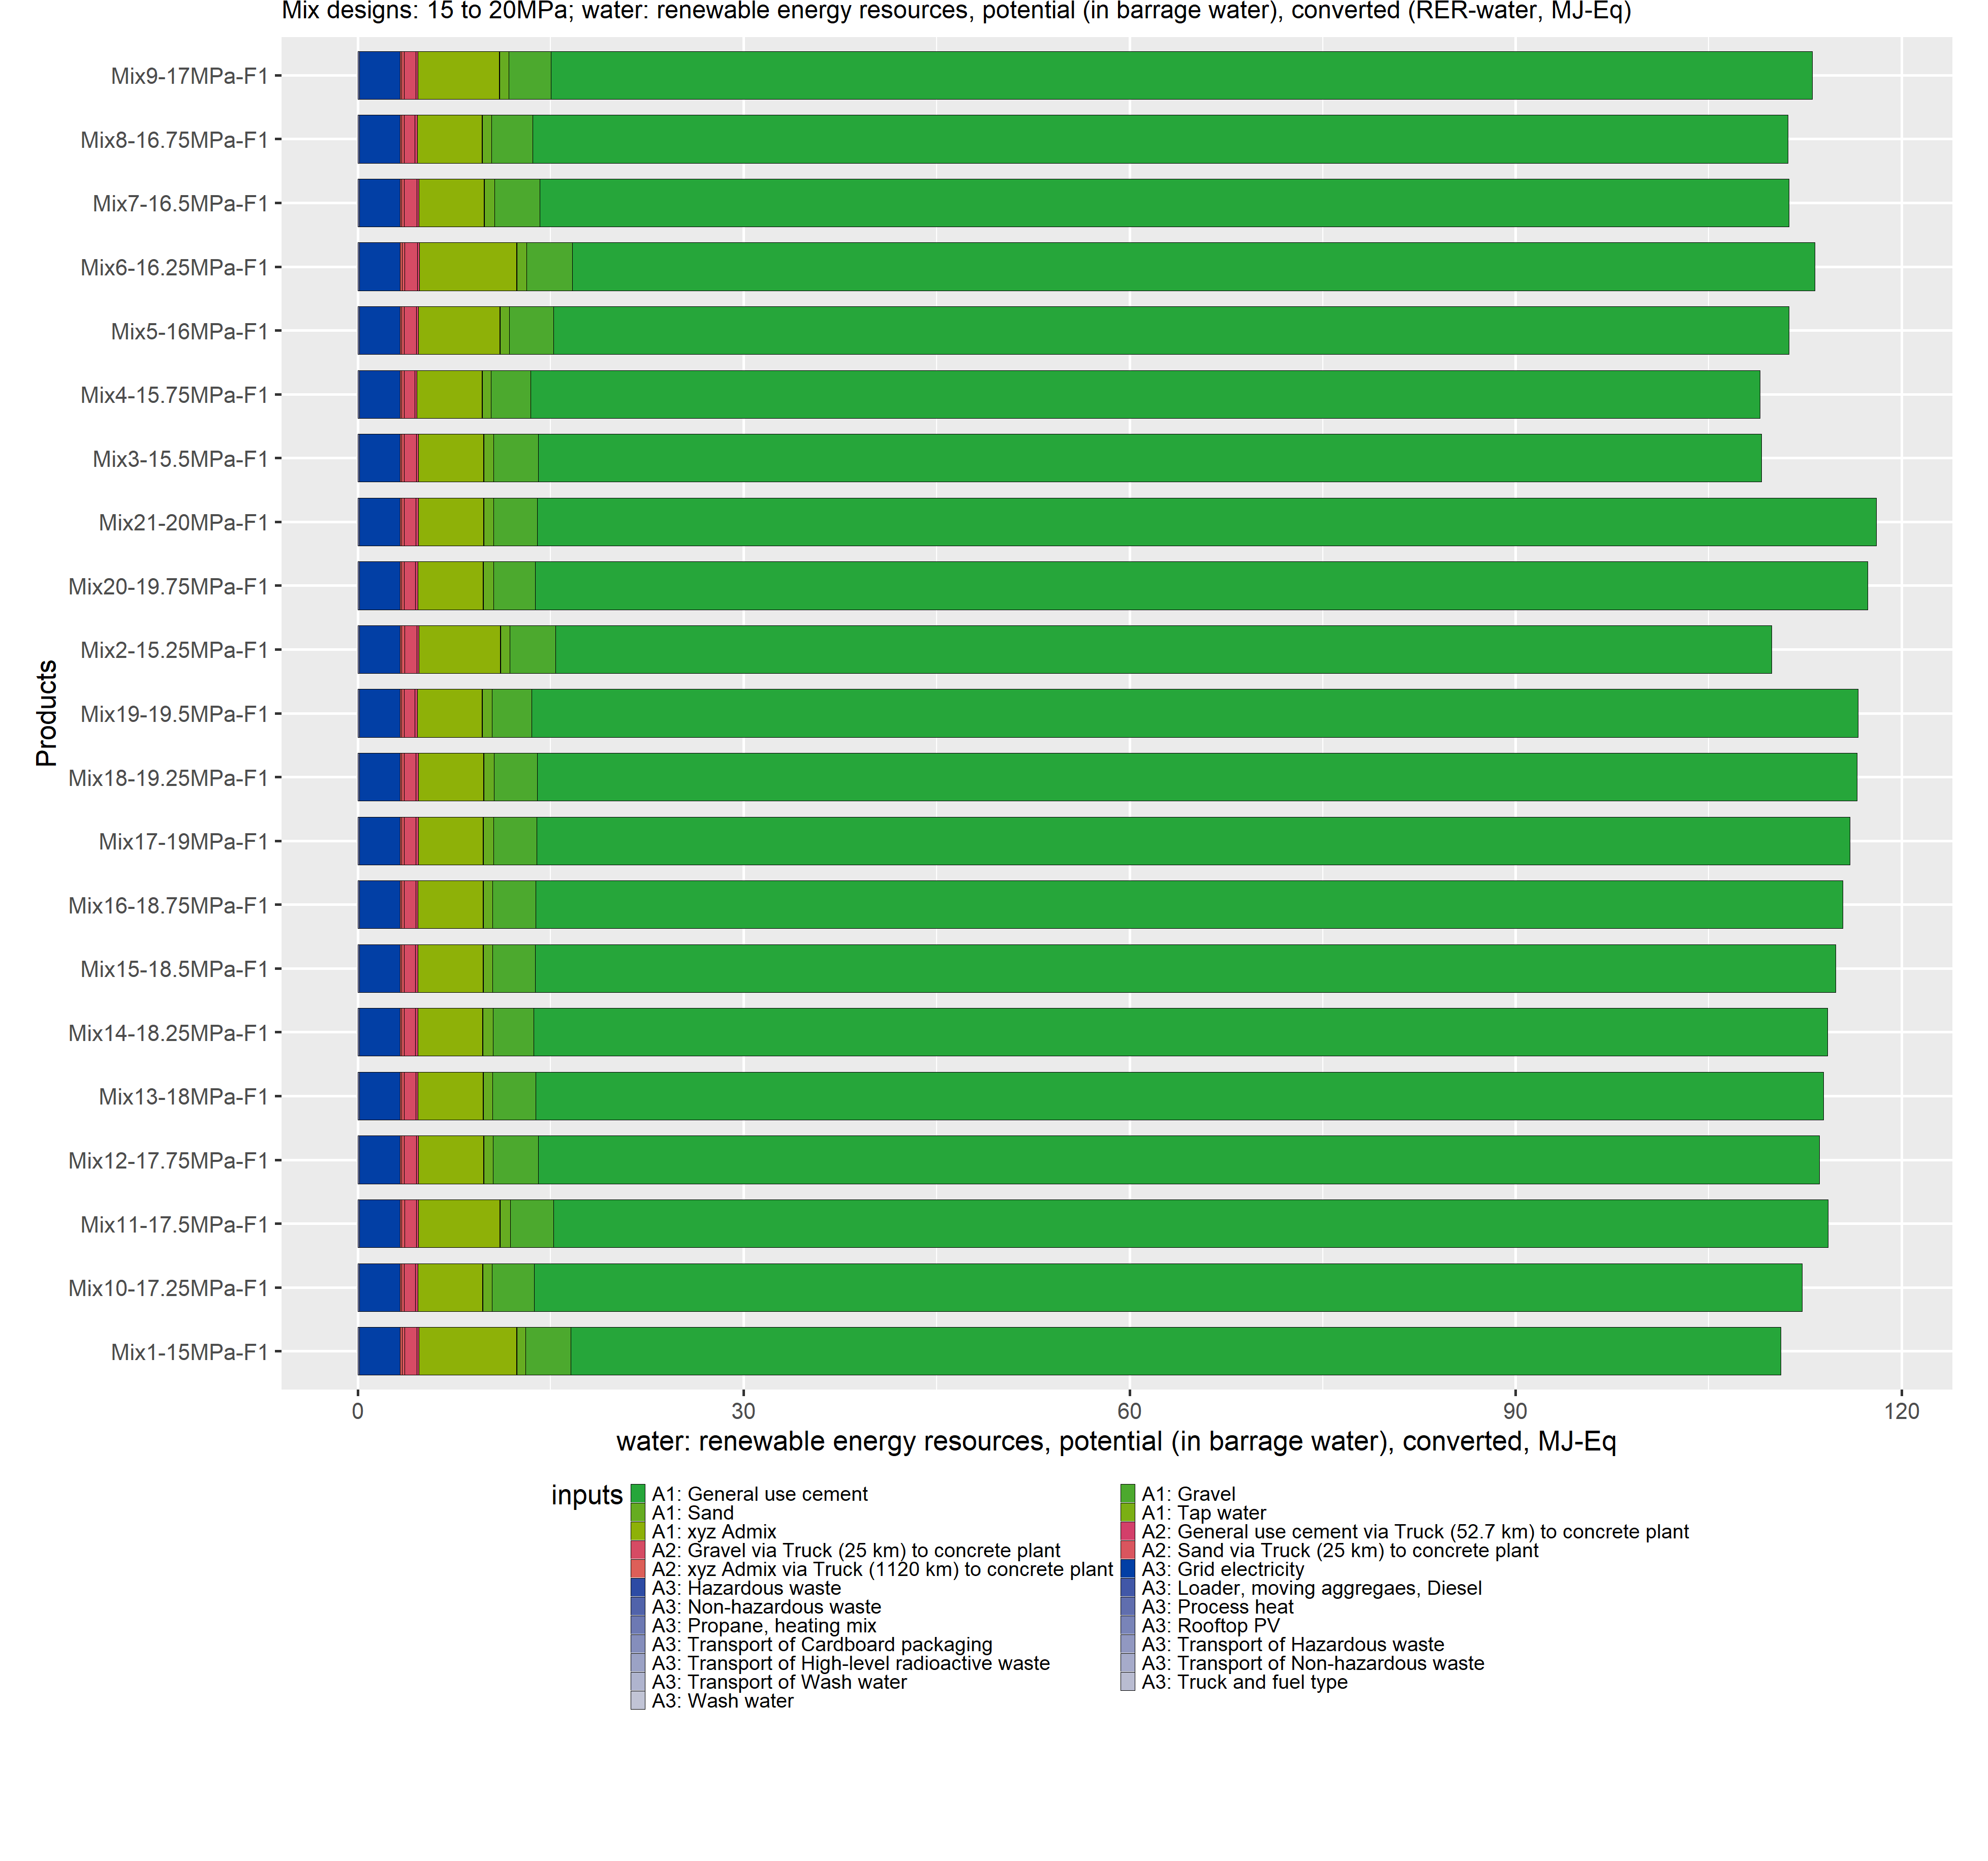 Mix designs: 15 to 20MPa; water: renewable energy resources, potential (in barrage water), converted (RER-water, MJ-Eq)
Mix9-17MPa-F1
Mix8-16.75MPa-F1
Mix7-16.5MPa-F1
Mix6-16.25MPa-F1
Mix5-16MPa-F1
Mix4-15.75MPa-F1
Mix3-15.5MPa-F1
Mix21-20MPa-F1
Mix20-19.75MPa-F1
Mix2-15.25MPa-F1
Mix19-19.5MPa-F1
Mix18-19.25MPa-F1
Mix17-19MPa-F1
Mix16-18.75MPa-F1
Mix15-18.5MPa-F1
Mix14-18.25MPa-F1
Mix13-18MPa-F1
Mix12-17.75MPa-F1
Mix11-17.5MPa-F1
Mix10-17.25MPa-F1
Mix1-15MPa-F1
Products
0 30 60 90 120
water: renewable energy resources, potential (in barrage water), converted, MJ-Eq
inputs
A1: General use cement
A1: Gravel
A1: Sand
A1: Tap water
A1: xyz Admix
A2: General use cement via Truck (52.7 km) to concrete plant
A2: Gravel via Truck (25 km) to concrete plant
A2: Sand via Truck (25 km) to concrete plant
A2: xyz Admix via Truck (1120 km) to concrete plant
A3: Grid electricity
A3: Hazardous waste
A3: Loader, moving aggregaes, Diesel
A3: Non-hazardous waste
A3: Process heat
A3: Propane, heating mix
A3: Rooftop PV
A3: Transport of Cardboard packaging
A3: Transport of Hazardous waste
A3: Transport of High-level radioactive waste
A3: Transport of Non-hazardous waste
A3: Transport of Wash water
A3: Truck and fuel type
A3: Wash water